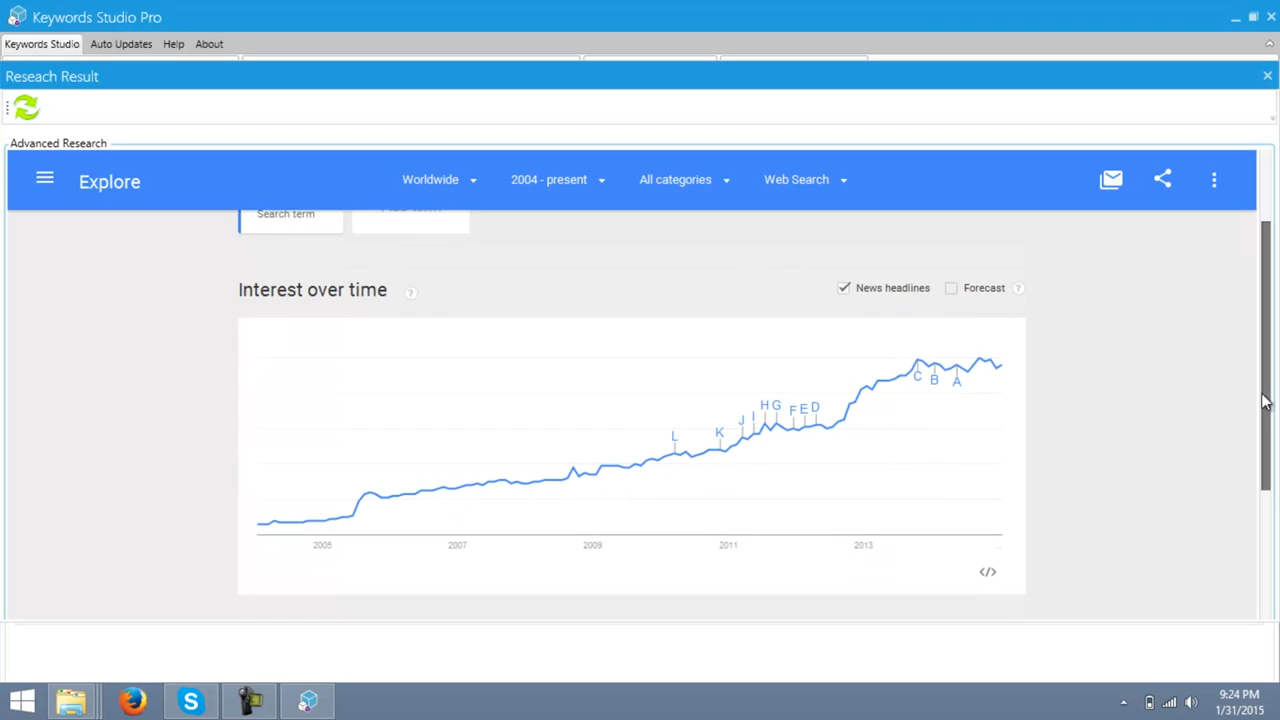 Keywords Studio Pro
Keywords Studio Auto Updates Help About
Reseach Result
Advanced Research
Explore Worldwide 2004 - present All categories Web Search
Search term
Interest over time ? News headlines Forecast ?
C B A
H G F E D
J I
L K
2005 2007 2009 2011 2013 ..
</>
9:24 PM
1/31/2015